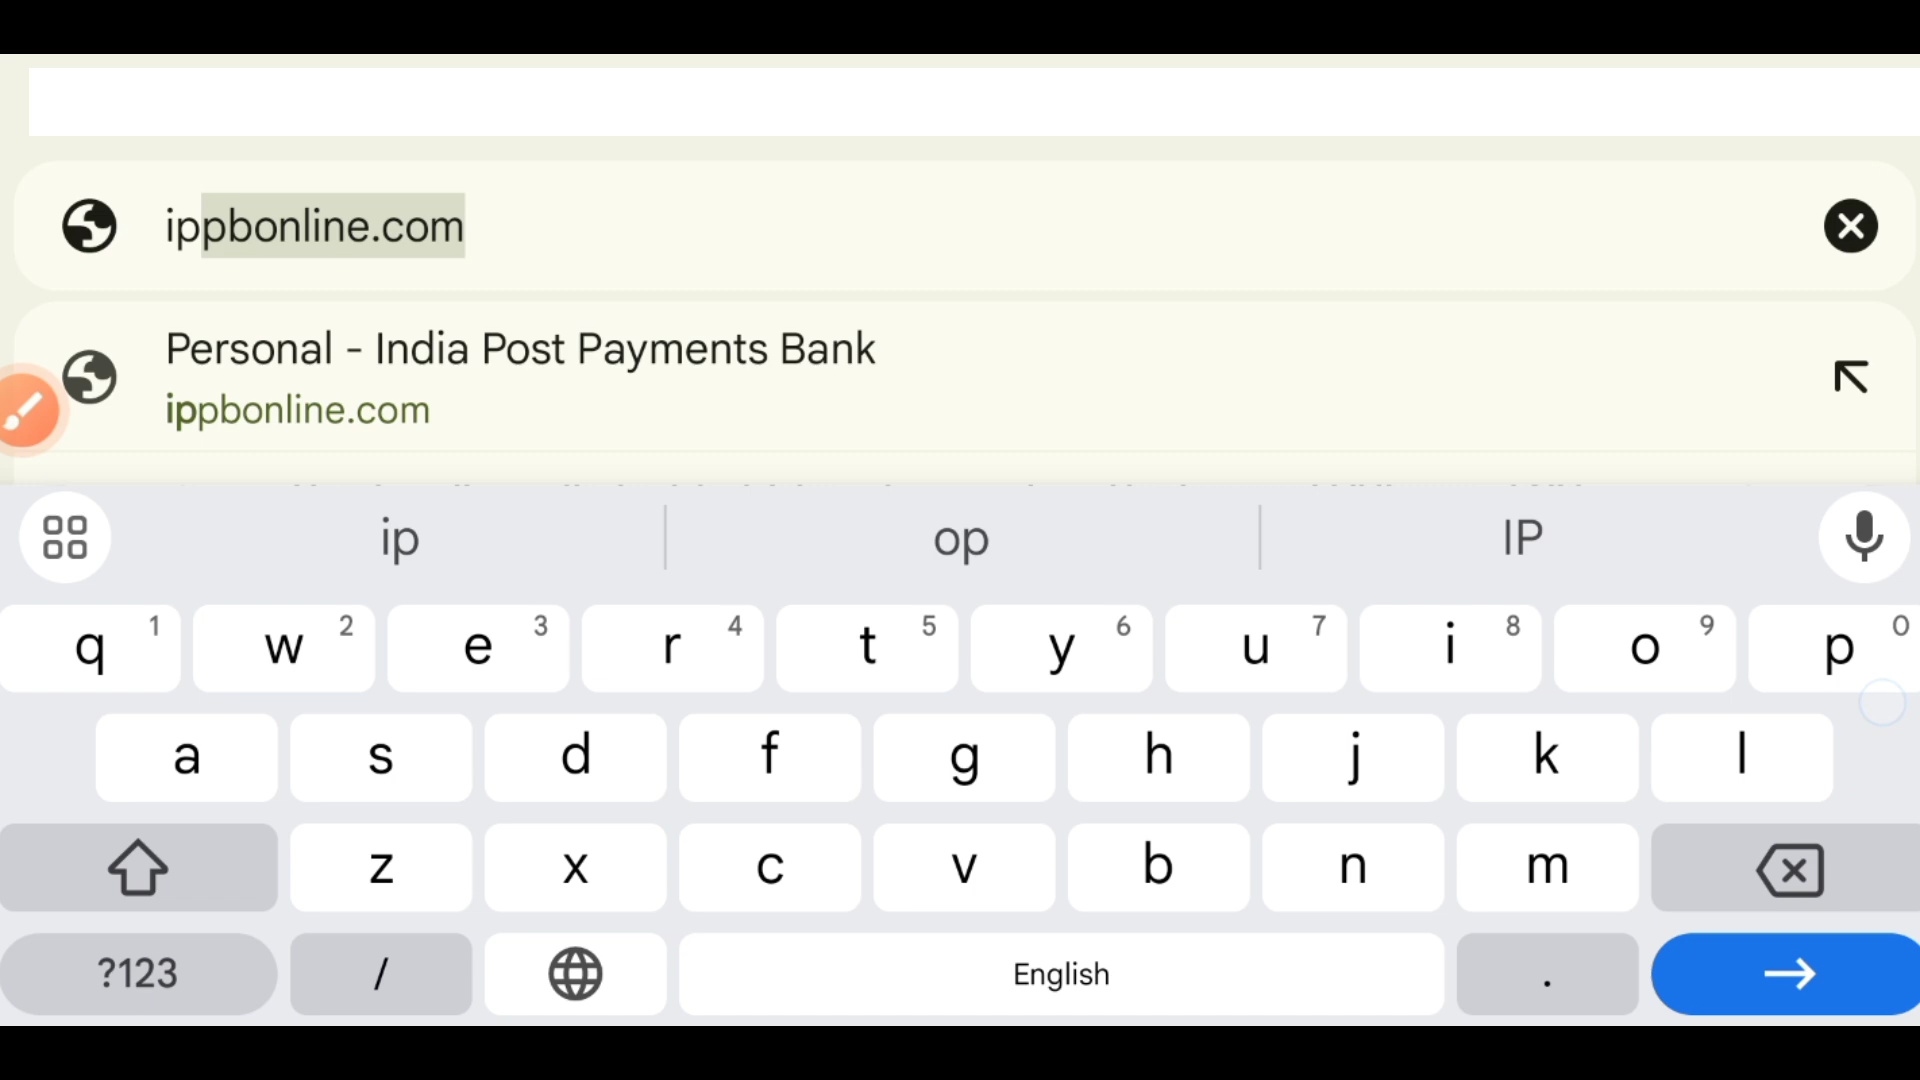 ippbonline.com
Personal - India Post Payments Bank
ippbonline.com
ip op IP
q 1 w 2 e 3 r 4 t 5 y 6 u 7 i 8 o 9 p 0
a s d f g h j k l
z x c v b n m
?123 / English .